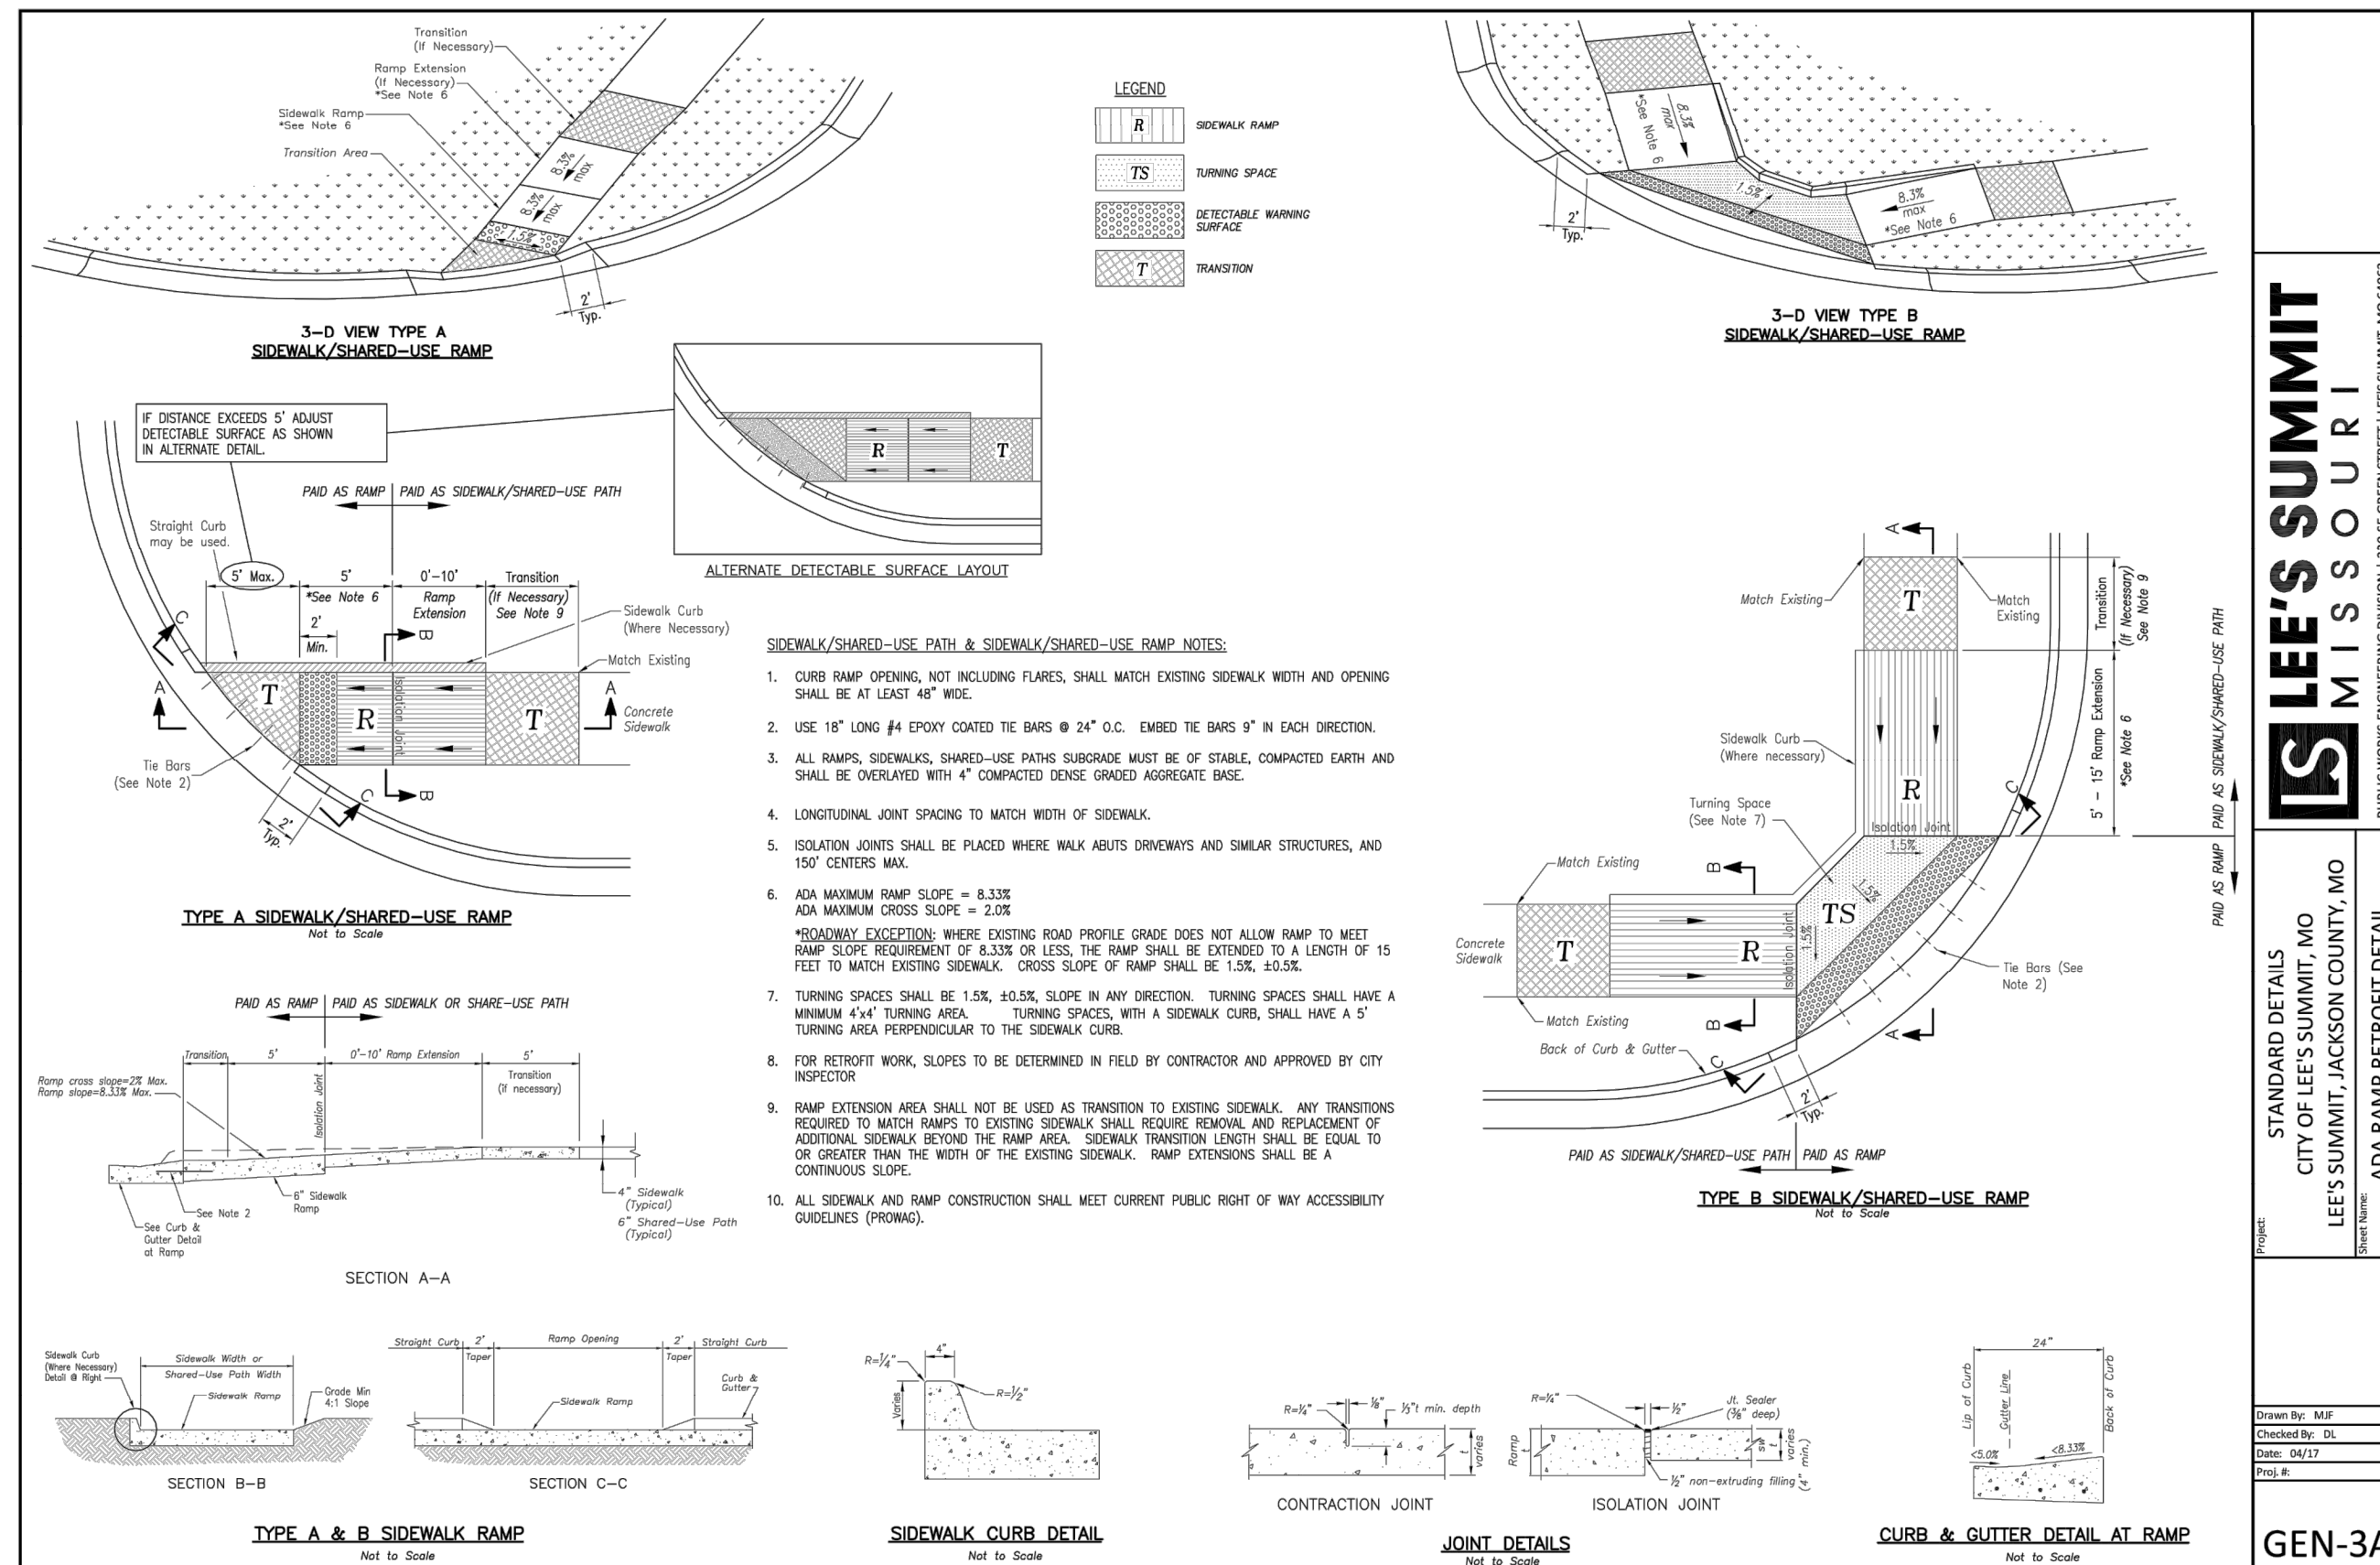 Transition
(If Necessary)
Ramp Extension
(If Necessary)
*See Note 6
Sidewalk Ramp
*See Note 6
Transition Area
8.3%
max
8.3%
max
1.5%
2'
Typ.
3-D VIEW TYPE A
SIDEWALK/SHARED-USE RAMP
LEGEND
R
SIDEWALK RAMP
TS
TURNING SPACE
DETECTABLE WARNING
SURFACE
T
TRANSITION
8.3%
max
*See Note 6
1.5%
8.3%
max
*See Note 6
2'
Typ.
3-D VIEW TYPE B
SIDEWALK/SHARED-USE RAMP
IF DISTANCE EXCEEDS 5' ADJUST
DETECTABLE SURFACE AS SHOWN
IN ALTERNATE DETAIL.
R
T
ALTERNATE DETECTABLE SURFACE LAYOUT
PAID AS RAMP
PAID AS SIDEWALK/SHARED-USE PATH
Straight Curb
may be used.
5' Max.
5'
*See Note 6
0'-10'
Ramp
Extension
Transition
(If Necessary)
See Note 9
2'
Min.
B
Sidewalk Curb
(Where Necessary)
Match Existing
C
A
T
R
Isolation Joint
T
A
Concrete
Sidewalk
Tie Bars
(See Note 2)
B
C
2'
Typ.
TYPE A SIDEWALK/SHARED-USE RAMP
Not to Scale
PAID AS RAMP
PAID AS SIDEWALK OR SHARE-USE PATH
Transition
5'
0'-10' Ramp Extension
5'
Transition
(if necessary)
Ramp cross slope=2% Max.
Ramp slope=8.33% Max.
Isolation Joint
6" Sidewalk
Ramp
See Note 2
See Curb &
Gutter Detail
at Ramp
4" Sidewalk
(Typical)
6" Shared-Use Path
(Typical)
SECTION A-A
SIDEWALK/SHARED-USE PATH & SIDEWALK/SHARED-USE RAMP NOTES:
1. CURB RAMP OPENING, NOT INCLUDING FLARES, SHALL MATCH EXISTING SIDEWALK WIDTH AND OPENING
SHALL BE AT LEAST 48" WIDE.
2. USE 18" LONG #4 EPOXY COATED TIE BARS @ 24" O.C. EMBED TIE BARS 9" IN EACH DIRECTION.
3. ALL RAMPS, SIDEWALKS, SHARED-USE PATHS SUBGRADE MUST BE OF STABLE, COMPACTED EARTH AND
SHALL BE OVERLAYED WITH 4" COMPACTED DENSE GRADED AGGREGATE BASE.
4. LONGITUDINAL JOINT SPACING TO MATCH WIDTH OF SIDEWALK.
5. ISOLATION JOINTS SHALL BE PLACED WHERE WALK ABUTS DRIVEWAYS AND SIMILAR STRUCTURES, AND
150' CENTERS MAX.
6. ADA MAXIMUM RAMP SLOPE = 8.33%
ADA MAXIMUM CROSS SLOPE = 2.0%
*ROADWAY EXCEPTION: WHERE EXISTING ROAD PROFILE GRADE DOES NOT ALLOW RAMP TO MEET
RAMP SLOPE REQUIREMENT OF 8.33% OR LESS, THE RAMP SHALL BE EXTENDED TO A LENGTH OF 15
FEET TO MATCH EXISTING SIDEWALK. CROSS SLOPE OF RAMP SHALL BE 1.5%, ±0.5%.
7. TURNING SPACES SHALL BE 1.5%, ±0.5%, SLOPE IN ANY DIRECTION. TURNING SPACES SHALL HAVE A
MINIMUM 4'x4' TURNING AREA. TURNING SPACES, WITH A SIDEWALK CURB, SHALL HAVE A 5'
TURNING AREA PERPENDICULAR TO THE SIDEWALK CURB.
8. FOR RETROFIT WORK, SLOPES TO BE DETERMINED IN FIELD BY CONTRACTOR AND APPROVED BY CITY
INSPECTOR
9. RAMP EXTENSION AREA SHALL NOT BE USED AS TRANSITION TO EXISTING SIDEWALK. ANY TRANSITIONS
REQUIRED TO MATCH RAMPS TO EXISTING SIDEWALK SHALL REQUIRE REMOVAL AND REPLACEMENT OF
ADDITIONAL SIDEWALK BEYOND THE RAMP AREA. SIDEWALK TRANSITION LENGTH SHALL BE EQUAL TO
OR GREATER THAN THE WIDTH OF THE EXISTING SIDEWALK. RAMP EXTENSIONS SHALL BE A
CONTINUOUS SLOPE.
10. ALL SIDEWALK AND RAMP CONSTRUCTION SHALL MEET CURRENT PUBLIC RIGHT OF WAY ACCESSIBILITY
GUIDELINES (PROWAG).
A
Match Existing
T
Match
Existing
Transition
(If Necessary)
See Note 9
5' - 15' Ramp Extension
*See Note 6
PAID AS RAMP
PAID AS SIDEWALK/SHARED-USE PATH
Sidewalk Curb
(Where necessary)
R
Isolation Joint
C
Turning Space
(See Note 7)
1.5%
1.5%
TS
1.5%
Match Existing
B
Concrete
Sidewalk
T
R
Isolation Joint
Tie Bars (See
Note 2)
Match Existing
B
A
Back of Curb & Gutter
C
2'
Typ.
PAID AS SIDEWALK/SHARED-USE PATH
PAID AS RAMP
TYPE B SIDEWALK/SHARED-USE RAMP
Not to Scale
Sidewalk Curb
(Where Necessary)
Detail @ Right
Sidewalk Width or
Shared-Use Path Width
Sidewalk Ramp
Grade Min
4:1 Slope
SECTION B-B
Straight Curb
2'
Taper
Ramp Opening
2'
Taper
Straight Curb
Curb &
Gutter
Sidewalk Ramp
SECTION C-C
TYPE A & B SIDEWALK RAMP
Not to Scale
4"
R=¼"
R=½"
Varies
SIDEWALK CURB DETAIL
Not to Scale
R=¼"
⅛"
⅓"t min. depth
t
varies
CONTRACTION JOINT
R=¼"
½"
Jt. Sealer
(⅜" deep)
Ramp
t
sw
t
varies
(4" min.)
½" non-extruding filling
ISOLATION JOINT
JOINT DETAILS
Not to Scale
24"
Lip of Curb
Gutter Line
Back of Curb
<5.0%
<8.33%
CURB & GUTTER DETAIL AT RAMP
Not to Scale
LS LEE'S SUMMIT
MISSOURI
Project:
STANDARD DETAILS
CITY OF LEE'S SUMMIT, MO
LEE'S SUMMIT, JACKSON COUNTY, MO
Sheet Name:
ADA RAMP RETROFIT DETAIL
Drawn By: MJF
Checked By: DL
Date: 04/17
Proj. #:
GEN-3A